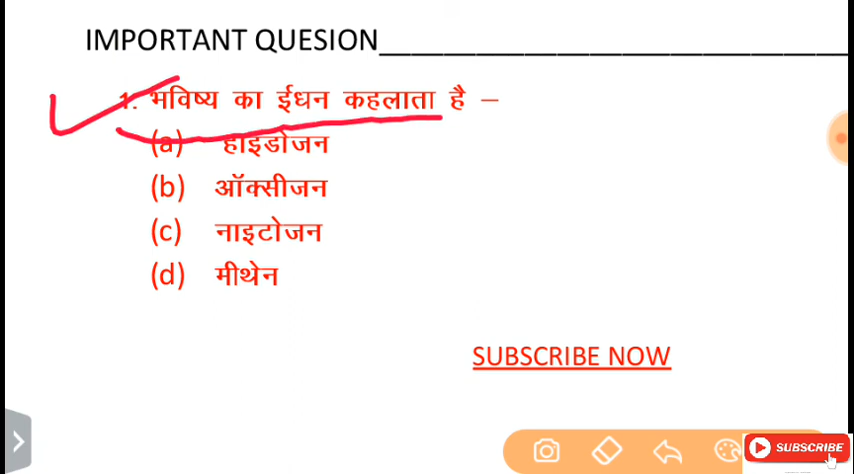 IMPORTANT QUESION
1. भविष्य का ईधन कहलाता है –
(a) हाइडोजन
(b) ऑक्सीजन
(c) नाइटोजन
(d) मीथेन
SUBSCRIBE NOW
SUBSCRIBE